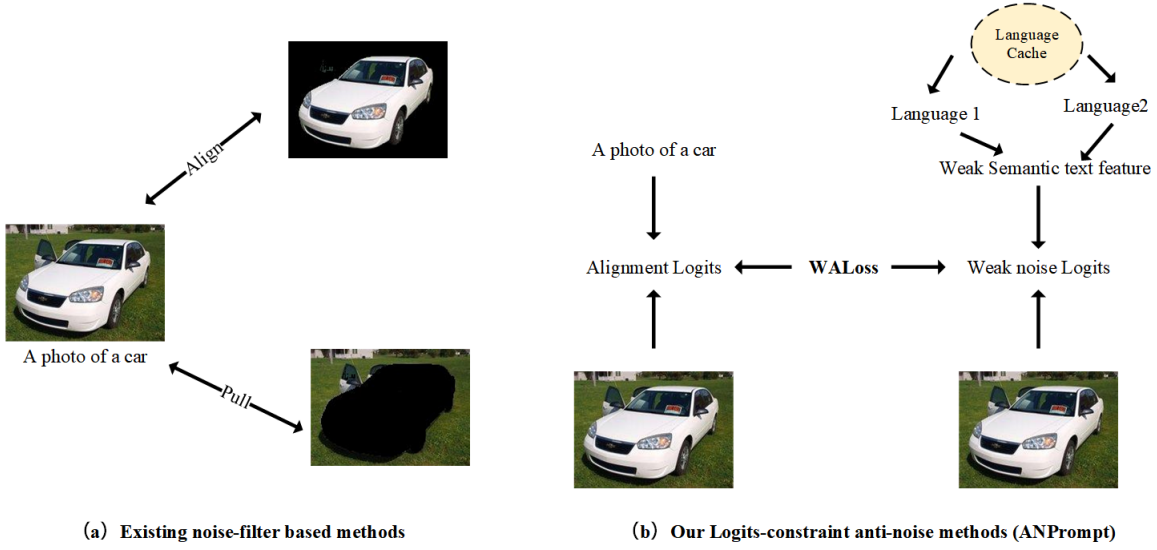 Align
A photo of a car
Pull
(a) Existing noise-filter based methods
Language
Cache
Language 1
Language2
A photo of a car
Weak Semantic text feature
Alignment Logits
WALoss
Weak noise Logits
(b) Our Logits-constraint anti-noise methods (ANPrompt)